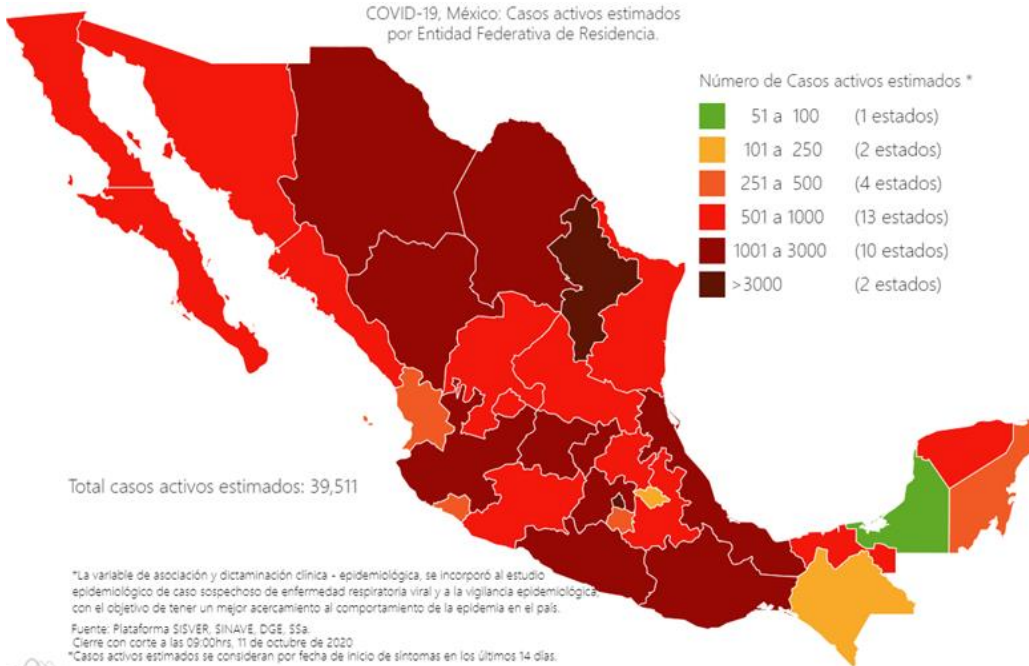 COVID-19, México: Casos activos estimados
por Entidad Federativa de Residencia.
Número de Casos activos estimados *
51 a 100 (1 estados)
101 a 250 (2 estados)
251 a 500 (4 estados)
501 a 1000 (13 estados)
1001 a 3000 (10 estados)
>3000 (2 estados)
Total casos activos estimados: 39,511
*La variable de asociación y dictaminación clínica - epidemiológica, se incorporó al estudio
epidemiológico de caso sospechoso de enfermedad respiratoria viral y a la vigilancia epidemiológica,
con el objetivo de tener un mejor acercamiento al comportamiento de la epidemia en el país.
Fuente: Plataforma SISVER, SINAVE, DGE, SSa.
Cierre con corte a las 09:00hrs, 11 de octubre de 2020
*Casos activos estimados se consideran por fecha de inicio de síntomas en los últimos 14 días.